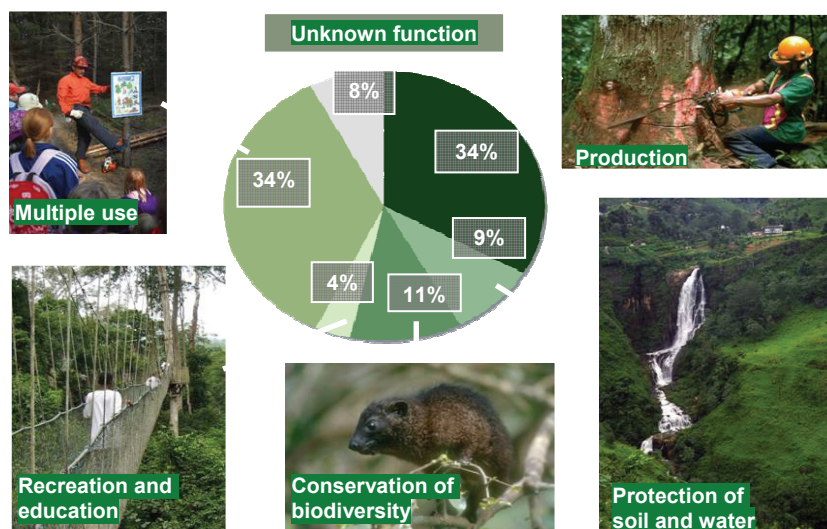 Unknown function
8%
34%
34%
9%
4%
11%
Production
Multiple use
Recreation and
education
Conservation of
biodiversity
Protection of
soil and water